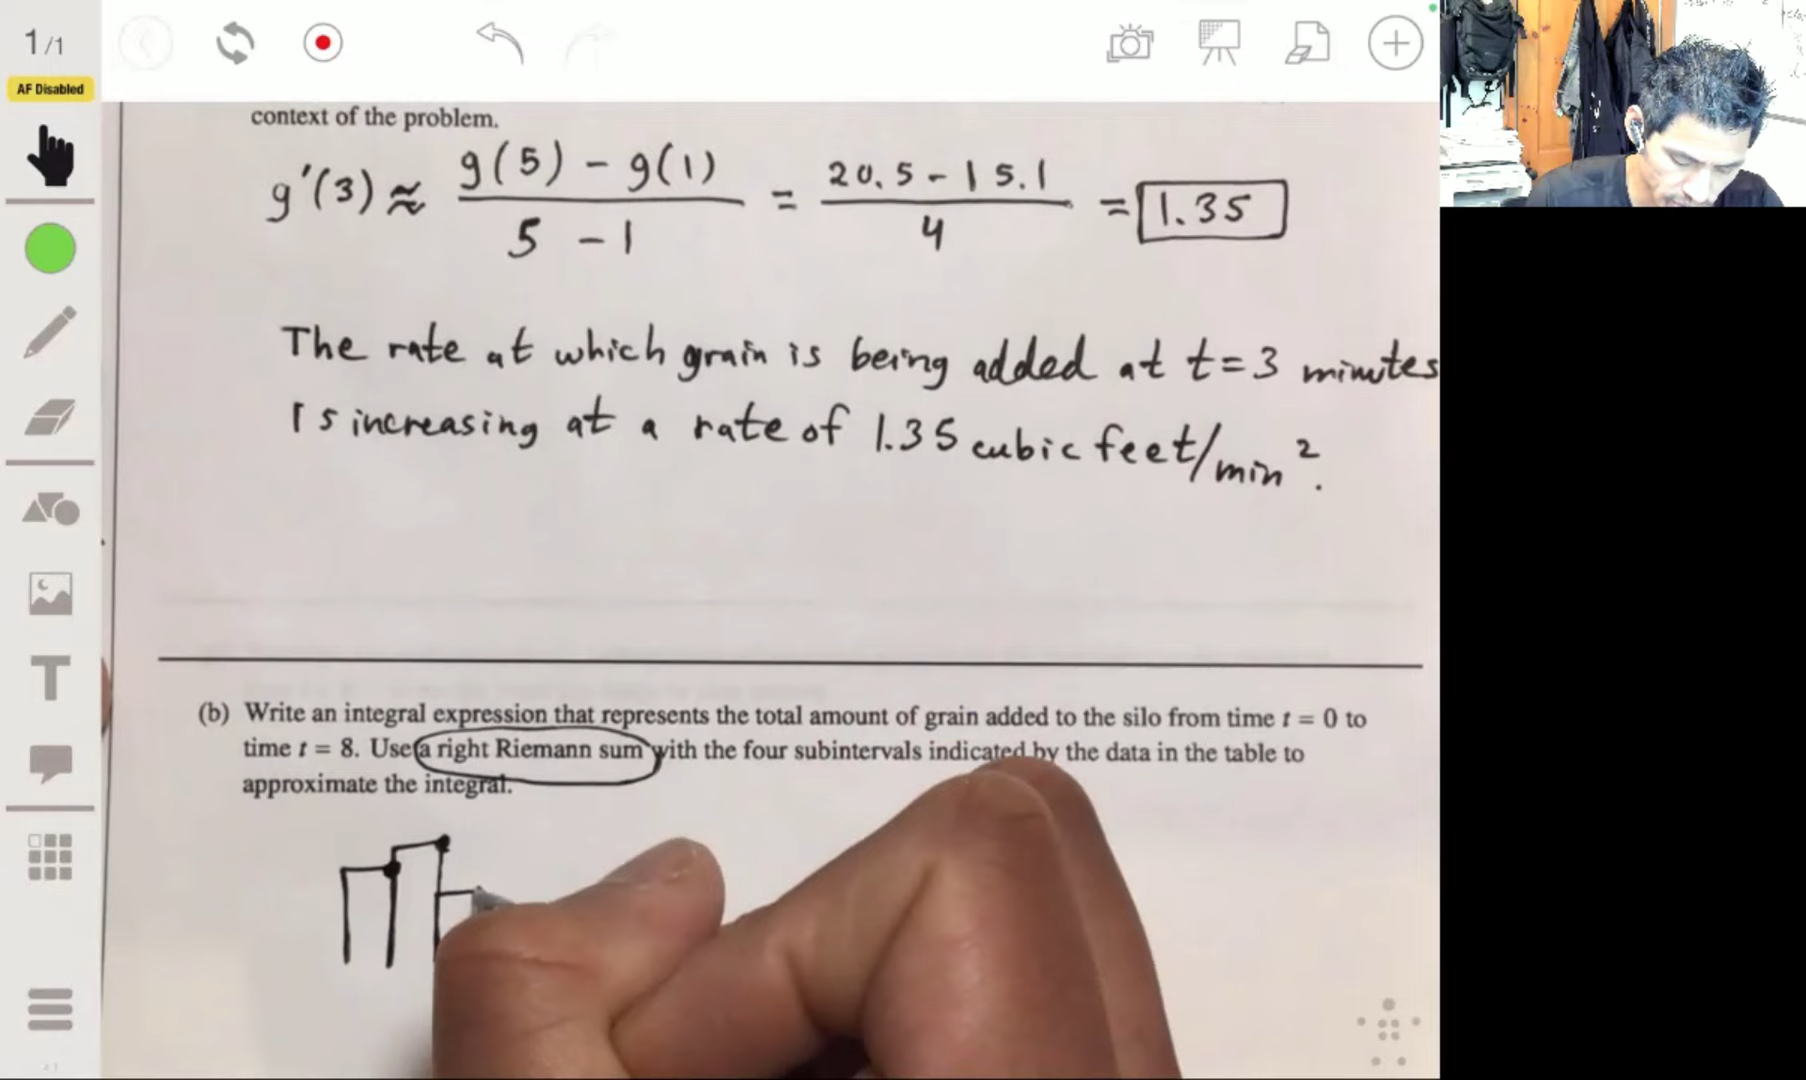 1/1
AF Disabled
context of the problem.
g'(3) ≈ g(5) - g(1) / 5 - 1 = 20.5 - 15.1 / 4 = 1.35
The rate at which grain is being added at t=3 minutes
Is increasing at a rate of 1.35 cubic feet/min².
(b) Write an integral expression that represents the total amount of grain added to the silo from time t = 0 to
time t = 8. Use a right Riemann sum with the four subintervals indicated by the data in the table to
approximate the integral.
T